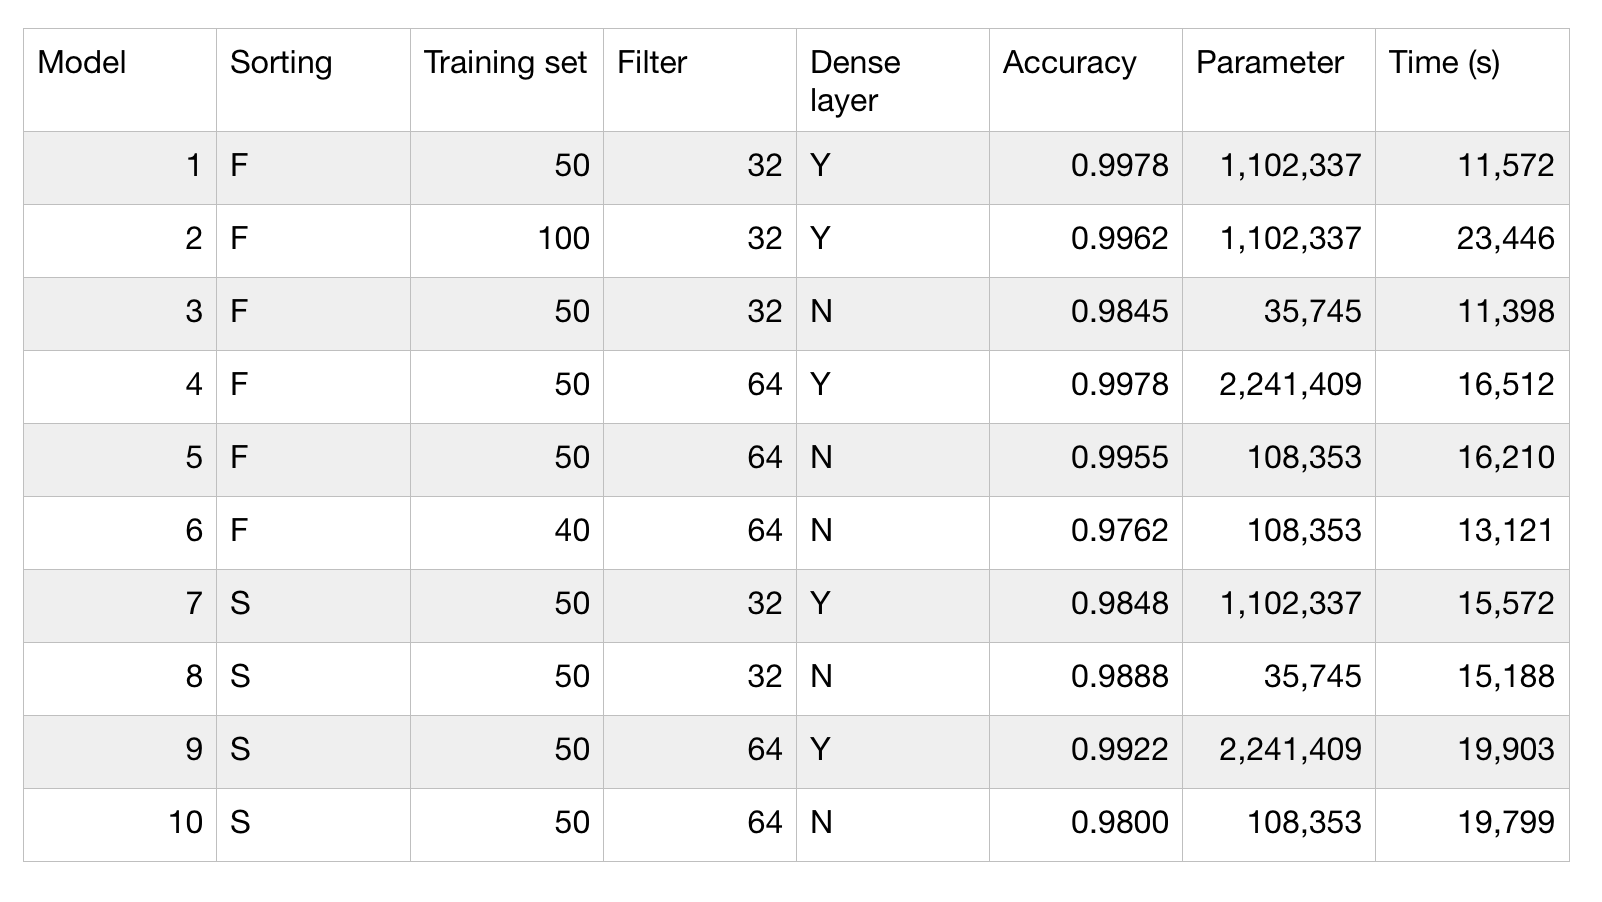 Model Sorting Training set Filter Dense layer Accuracy Parameter Time (s)
1 F 50 32 Y 0.9978 1,102,337 11,572
2 F 100 32 Y 0.9962 1,102,337 23,446
3 F 50 32 N 0.9845 35,745 11,398
4 F 50 64 Y 0.9978 2,241,409 16,512
5 F 50 64 N 0.9955 108,353 16,210
6 F 40 64 N 0.9762 108,353 13,121
7 S 50 32 Y 0.9848 1,102,337 15,572
8 S 50 32 N 0.9888 35,745 15,188
9 S 50 64 Y 0.9922 2,241,409 19,903
10 S 50 64 N 0.9800 108,353 19,799